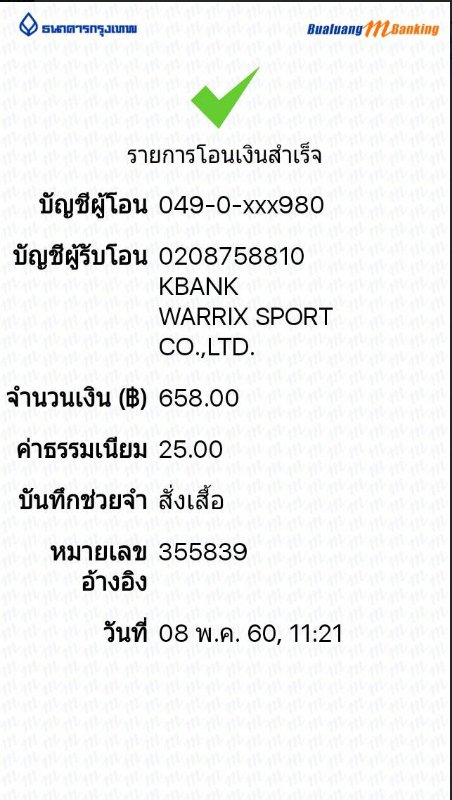 ธนาคารกรุงเทพ Bualuang mBanking
รายการโอนเงินสำเร็จ
บัญชีผู้โอน 049-0-xxx980
บัญชีผู้รับโอน 0208758810
KBANK
WARRIX SPORT
CO.,LTD.
จำนวนเงิน (฿) 658.00
ค่าธรรมเนียม 25.00
บันทึกช่วยจำ สั่งเสื้อ
หมายเลข 355839
อ้างอิง
วันที่ 08 พ.ค. 60, 11:21